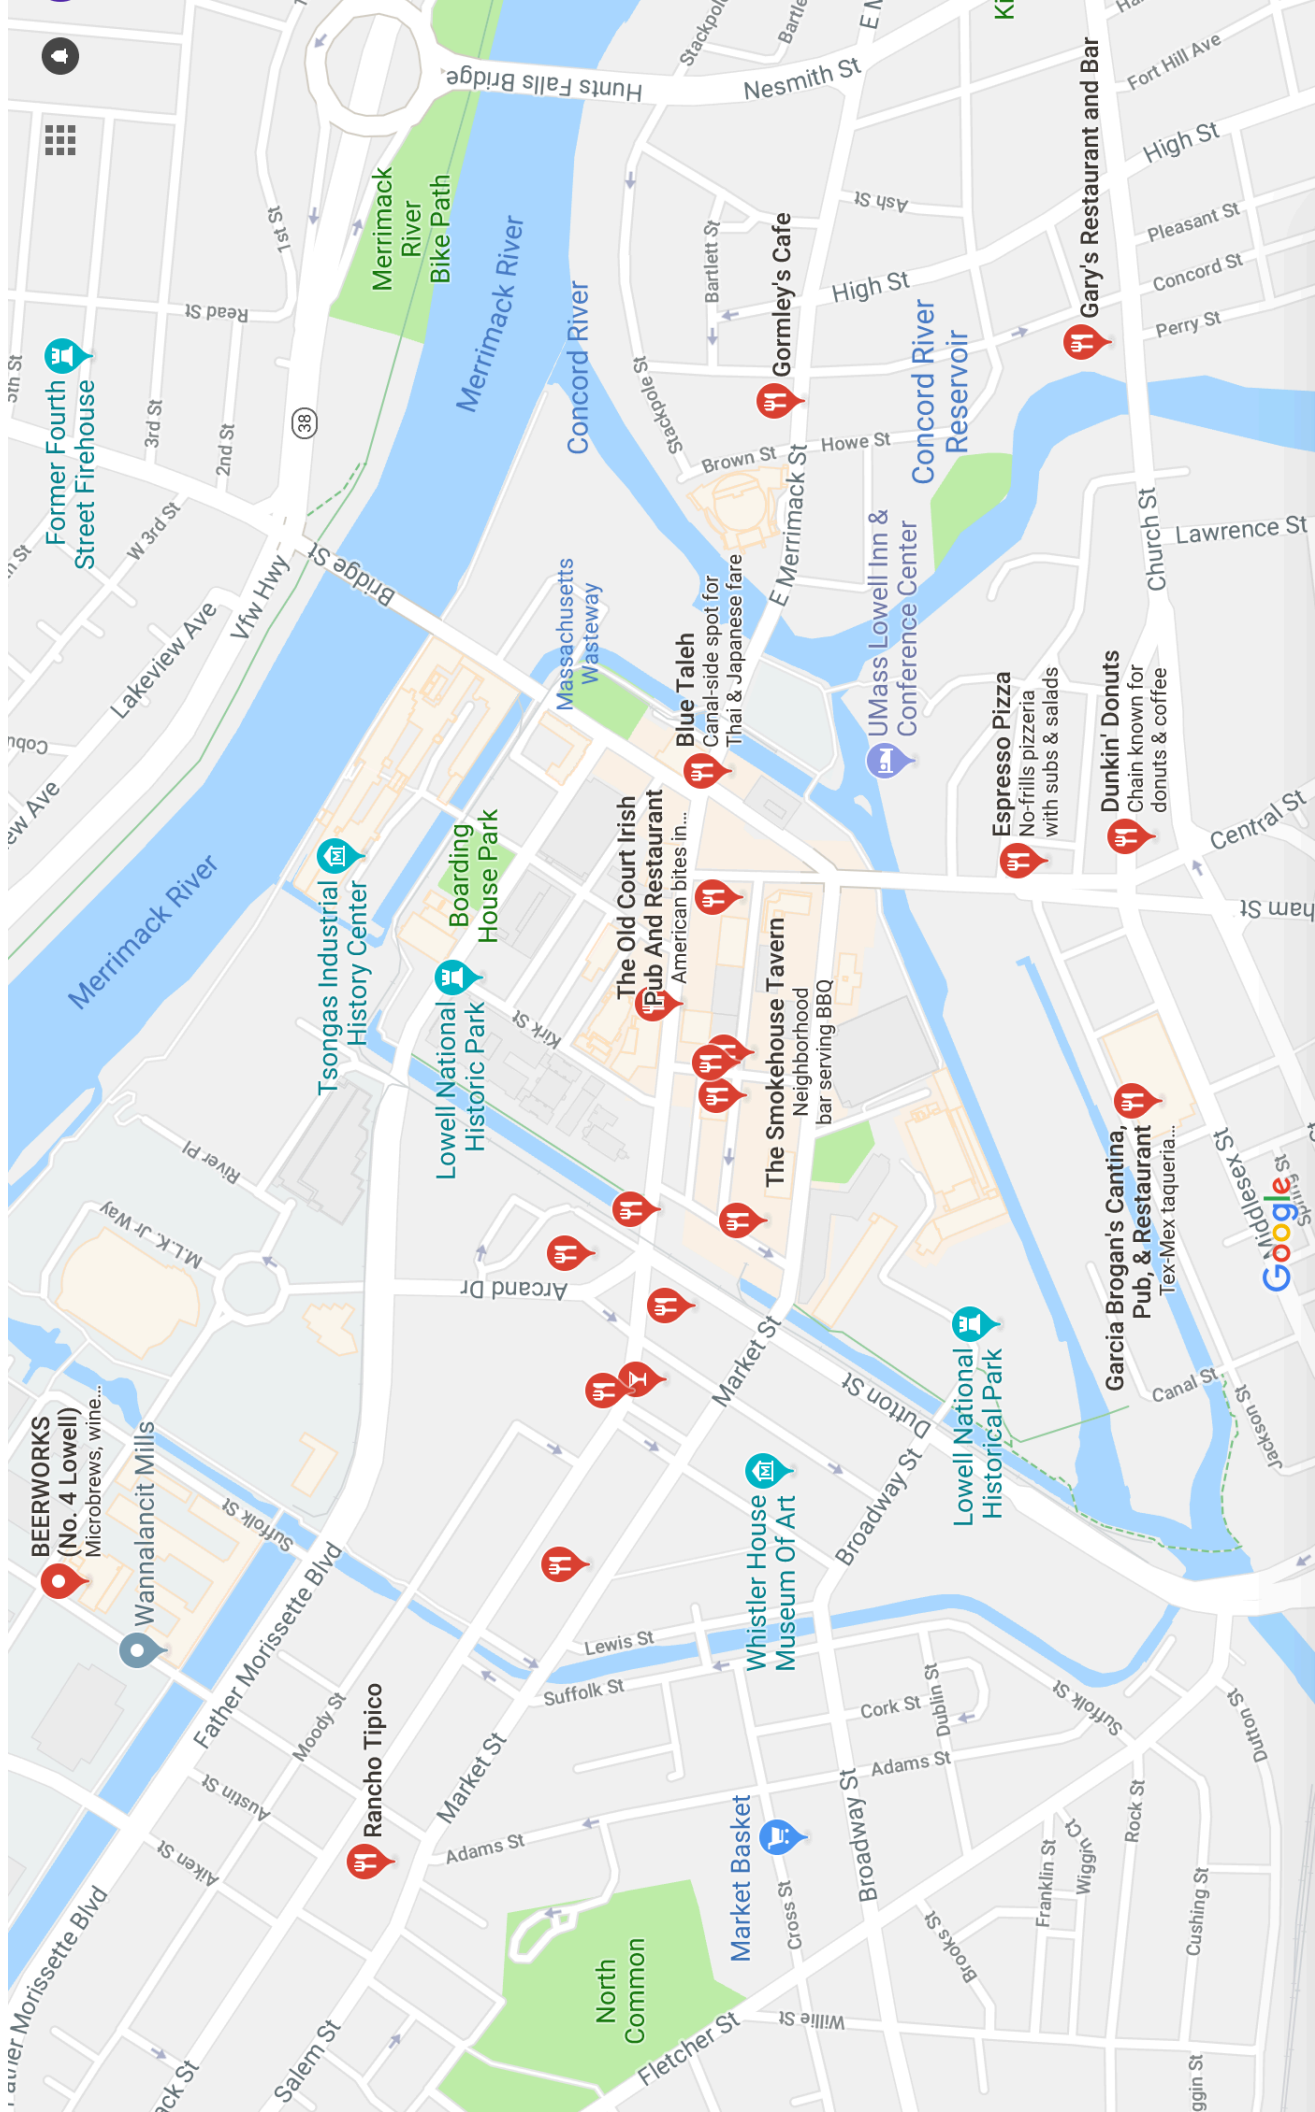 BEERWORKS
(No. 4 Lowell)
Microbrews, wine...
Wannalancit Mills
Father Morissette Blvd
Suffolk St
Moody St
Austin St
Aiken St
Rancho Tipico
Market St
Salem St
Adams St
North
Common
Fletcher St
Willie St
Market Basket
Cross St
Broadway St
Brooks St
Franklin St
Wiggin Ct
Rock St
Cushing St
Dutton St
Suffolk St
Adams St
Cork St
Dublin St
Lewis St
Suffolk St
Whistler House
Museum Of Art
Broadway St
Market St
Dutton St
Lowell National
Historical Park
Canal St
Jackson St
Garcia Brogan's Cantina,
Pub, & Restaurant
Tex-Mex taqueria...
Middlesex St
Spring St
Google
M.L.K. Jr Way
River Pl
Arcand Dr
Merrimack River
Tsongas Industrial
History Center
Lowell National
Historic Park
Kirk St
Boarding
House Park
The Old Court Irish
Pub And Restaurant
American bites in...
The Smokehouse Tavern
Neighborhood
bar serving BBQ
Blue Taleh
Canal-side spot for
Thai & Japanese fare
Espresso Pizza
No-frills pizzeria
with subs & salads
Dunkin' Donuts
Chain known for
donuts & coffee
Central St
UMass Lowell Inn &
Conference Center
Massachusetts
Wasteway
Bridge St
Vfw Hwy
Lakeview Ave
W 3rd St
2nd St
3rd St
5th St
Former Fourth
Street Firehouse
38
Read St
1st St
Merrimack
River
Bike Path
Merrimack River
Concord River
Hunts Falls Bridge
Nesmith St
Stackpole St
Bartlett St
Brown St
Howe St
E Merrimack St
Gormley's Cafe
High St
Ash St
Concord River
Reservoir
Gary's Restaurant and Bar
Fort Hill Ave
High St
Pleasant St
Concord St
Perry St
Church St
Lawrence St